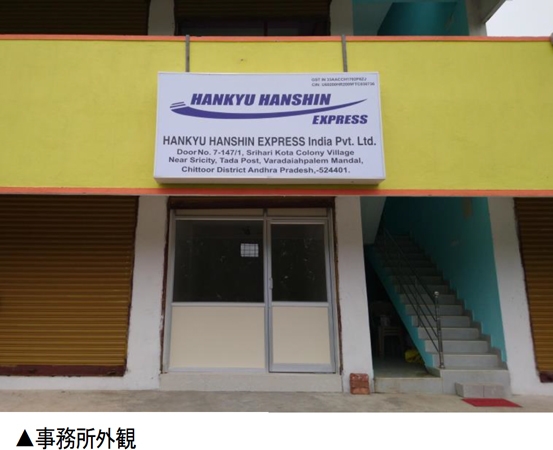 HANKYU HANSHIN
EXPRESS
HANKYU HANSHIN EXPRESS India Pvt. Ltd.
Door No. 7-147/1, Srihari Kota Colony Village
Near Sricity, Tada Post, Varadaiahpalem Mandal,
Chittoor District Andhra Pradesh,-524401.
▲事務所外観